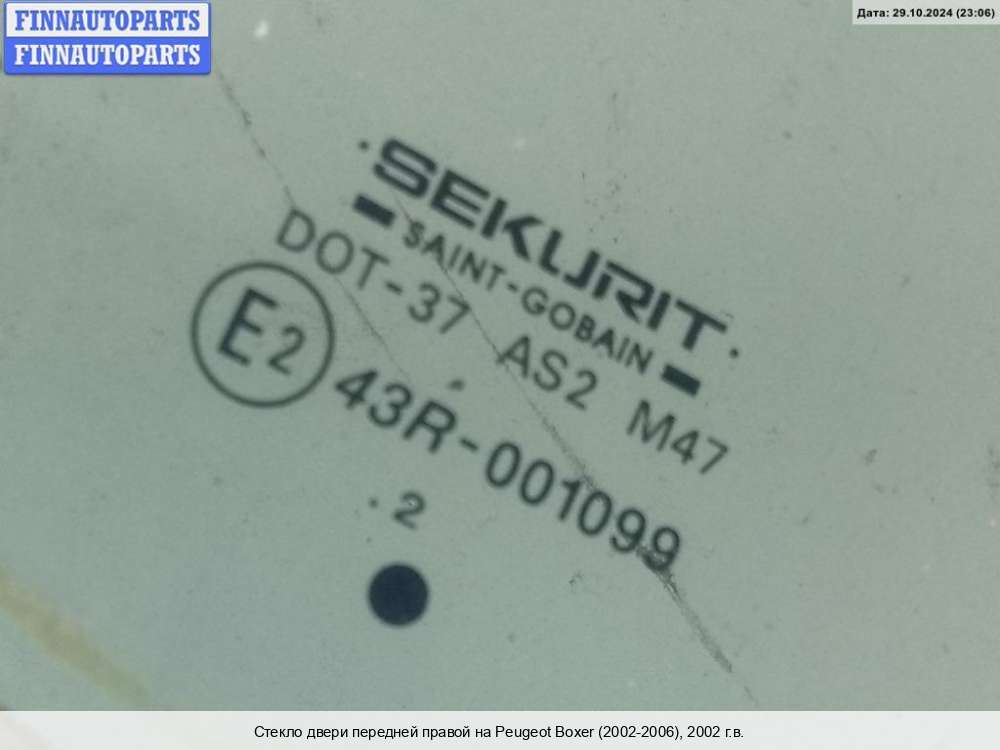 FINNAUTOPARTS
FINNAUTOPARTS
Дата: 29.10.2024 (23:06)
SEKURIT
SAINT-GOBAIN
DOT-37 AS2 M47
E2 43R-001099
. 2
Стекло двери передней правой на Peugeot Boxer (2002-2006), 2002 г.в.